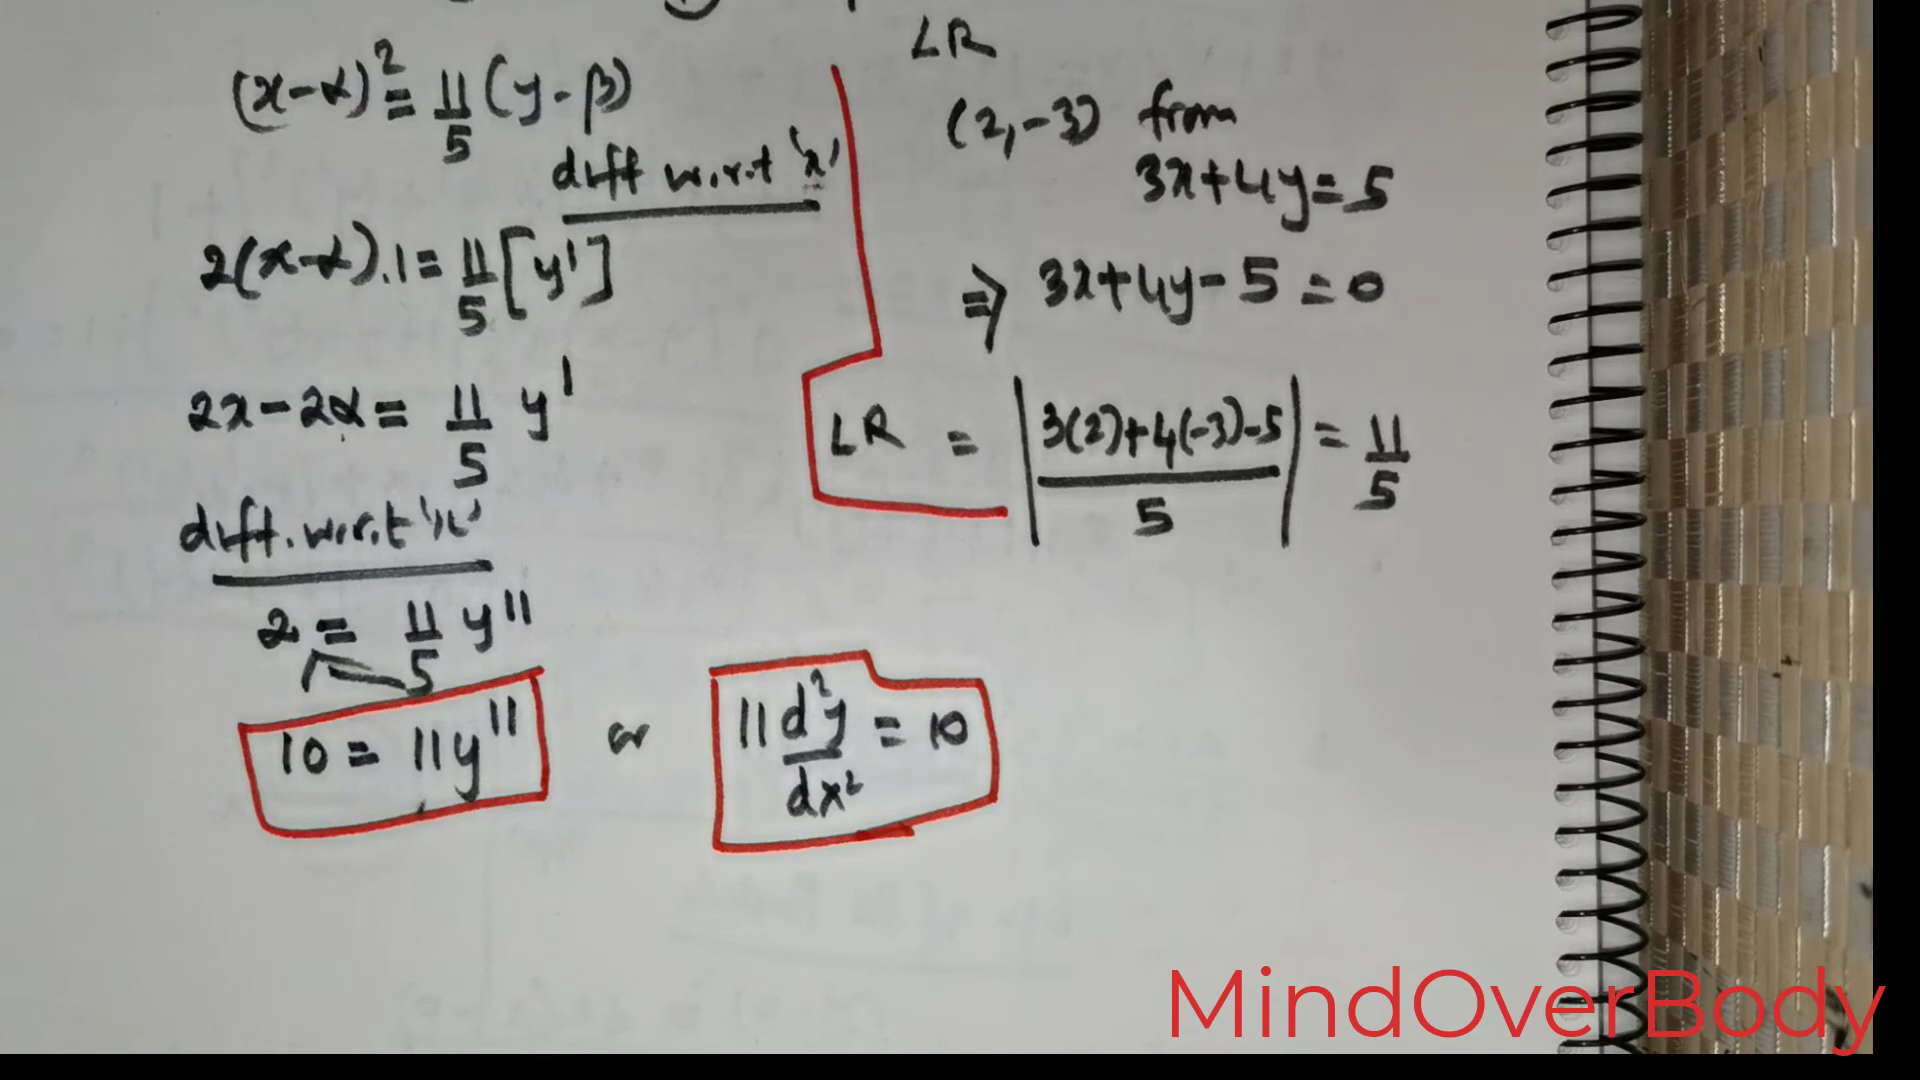 (x-α)² = 11/5 (y-β)
diff w.r.t 'x'
2(x-α).1 = 11/5 [y']
2x-2α = 11/5 y'
diff. w.r.t 'x'
2 = 11/5 y''
10 = 11y'' or 11 d²y/dx² = 10
LR
(2,-3) from
3x+4y=5
⇒ 3x+4y-5=0
LR = |3(2)+4(-3)-5 / 5| = 11/5
MindOverBody